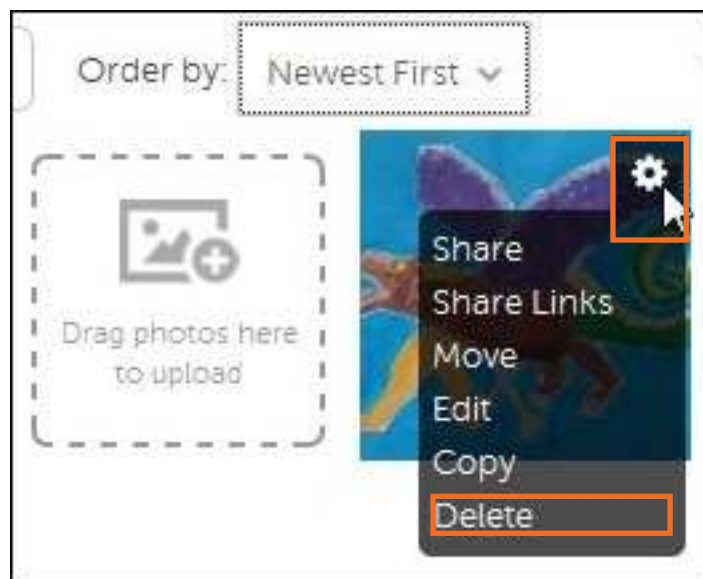 Order by: Newest First
Drag photos here
to upload
Share
Share Links
Move
Edit
Copy
Delete